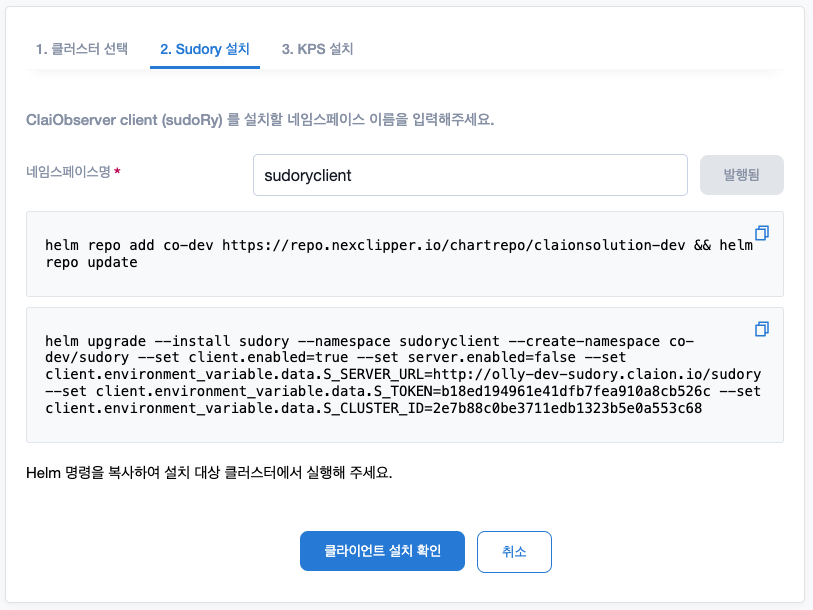 1. 클러스터 선택 2. Sudory 설치 3. KPS 설치
ClaiObserver client (sudoRy) 를 설치할 네임스페이스 이름을 입력해주세요.
네임스페이스명 * sudoryclient 발행됨
helm repo add co-dev https://repo.nexclipper.io/chartrepo/claionsolution-dev && helm
repo update
helm upgrade --install sudory --namespace sudoryclient --create-namespace co-
dev/sudory --set client.enabled=true --set server.enabled=false --set
client.environment_variable.data.S_SERVER_URL=http://olly-dev-sudory.claion.io/sudory
--set client.environment_variable.data.S_TOKEN=b18ed194961e41dfb7fea910a8cb526c --set
client.environment_variable.data.S_CLUSTER_ID=2e7b88c0be3711edb1323b5e0a553c68
Helm 명령을 복사하여 설치 대상 클러스터에서 실행해 주세요.
클라이언트 설치 확인 취소